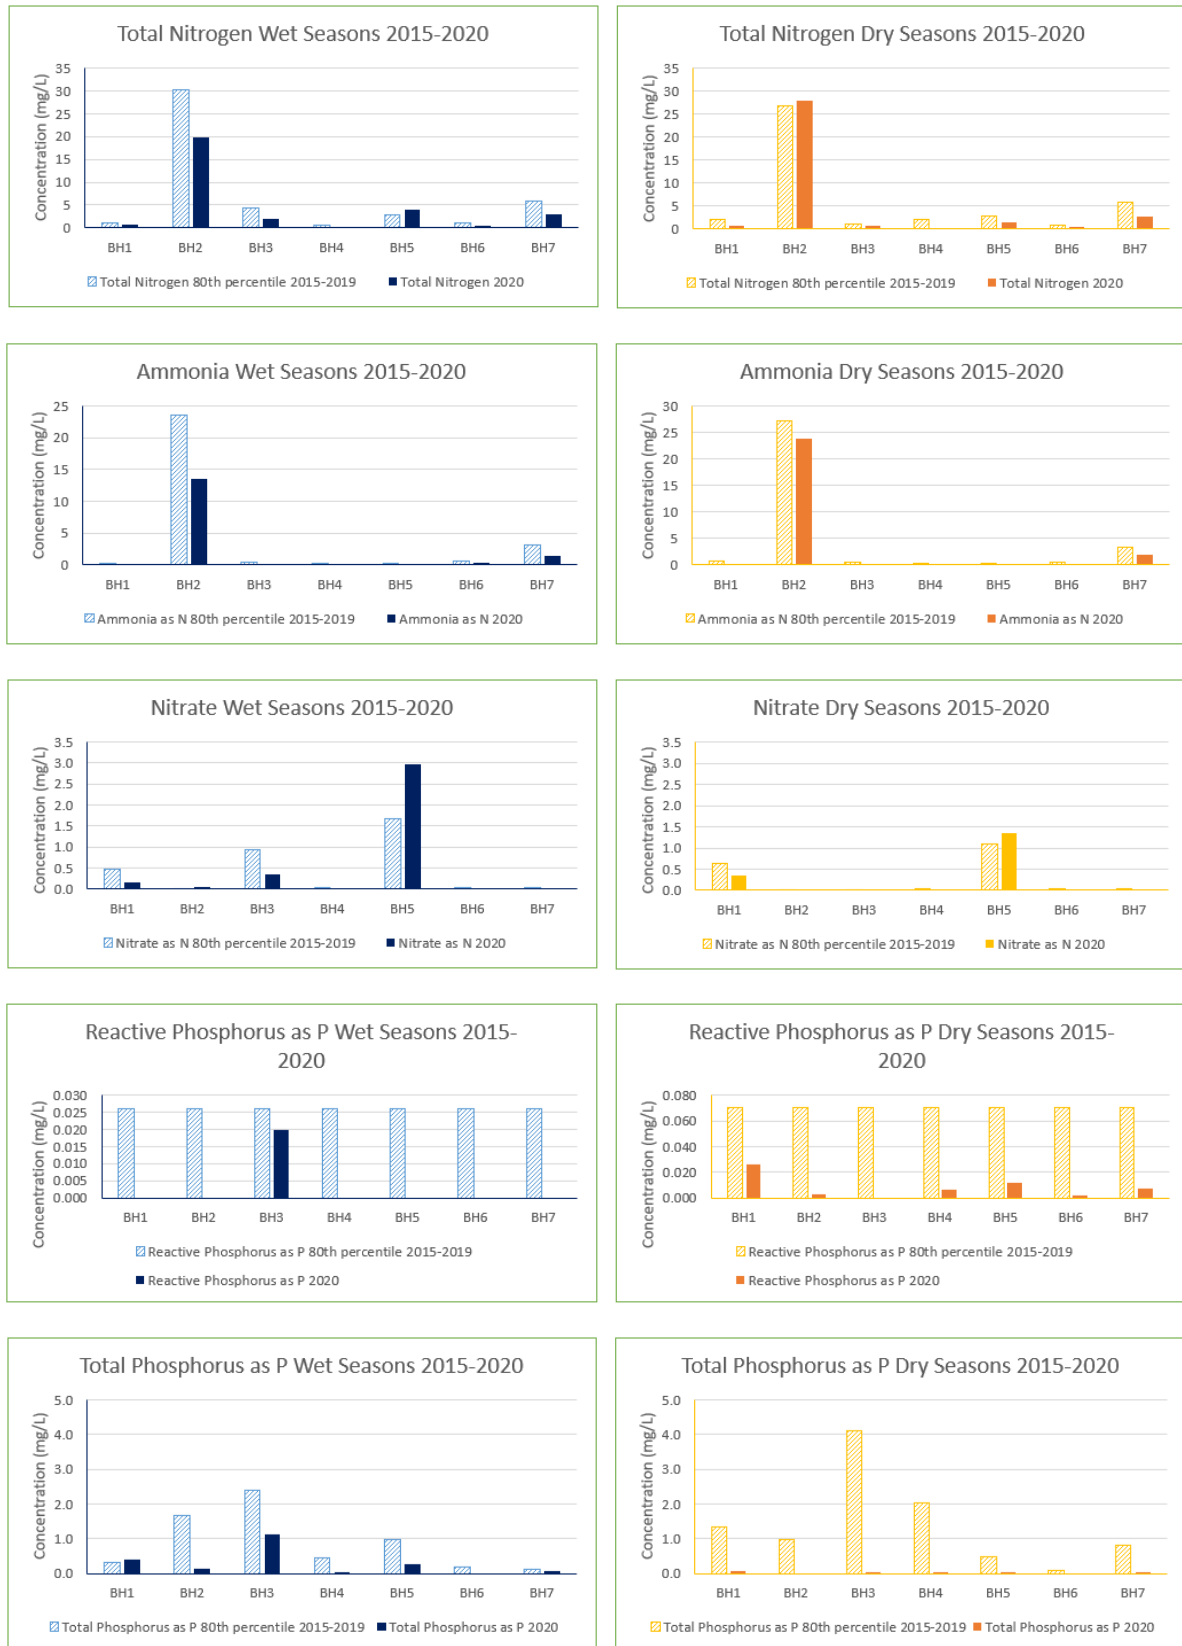 Total Nitrogen Wet Seasons 2015-2020
Concentration (mg/L)
35
30
25
20
15
10
5
0
BH1 BH2 BH3 BH4 BH5 BH6 BH7
Total Nitrogen 80th percentile 2015-2019 Total Nitrogen 2020
Total Nitrogen Dry Seasons 2015-2020
Concentration (mg/L)
35
30
25
20
15
10
5
0
BH1 BH2 BH3 BH4 BH5 BH6 BH7
Total Nitrogen 80th percentile 2015-2019 Total Nitrogen 2020
Ammonia Wet Seasons 2015-2020
Concentration (mg/L)
25
20
15
10
5
0
BH1 BH2 BH3 BH4 BH5 BH6 BH7
Ammonia as N 80th percentile 2015-2019 Ammonia as N 2020
Ammonia Dry Seasons 2015-2020
Concentration (mg/L)
30
25
20
15
10
5
0
BH1 BH2 BH3 BH4 BH5 BH6 BH7
Ammonia as N 80th percentile 2015-2019 Ammonia as N 2020
Nitrate Wet Seasons 2015-2020
Concentration (mg/L)
3.5
3.0
2.5
2.0
1.5
1.0
0.5
0.0
BH1 BH2 BH3 BH4 BH5 BH6 BH7
Nitrate as N 80th percentile 2015-2019 Nitrate as N 2020
Nitrate Dry Seasons 2015-2020
Concentration (mg/L)
3.5
3.0
2.5
2.0
1.5
1.0
0.5
0.0
BH1 BH2 BH3 BH4 BH5 BH6 BH7
Nitrate as N 80th percentile 2015-2019 Nitrate as N 2020
Reactive Phosphorus as P Wet Seasons 2015-
2020
Concentration (mg/L)
0.030
0.025
0.020
0.015
0.010
0.005
0.000
BH1 BH2 BH3 BH4 BH5 BH6 BH7
Reactive Phosphorus as P 80th percentile 2015-2019
Reactive Phosphorus as P 2020
Reactive Phosphorus as P Dry Seasons 2015-
2020
Concentration (mg/L)
0.080
0.060
0.040
0.020
0.000
BH1 BH2 BH3 BH4 BH5 BH6 BH7
Reactive Phosphorus as P 80th percentile 2015-2019
Reactive Phosphorus as P 2020
Total Phosphorus as P Wet Seasons 2015-2020
Concentration (mg/L)
5.0
4.0
3.0
2.0
1.0
0.0
BH1 BH2 BH3 BH4 BH5 BH6 BH7
Total Phosphorus as P 80th percentile 2015-2019 Total Phosphorus as P 2020
Total Phosphorus as P Dry Seasons 2015-2020
Concentration (mg/L)
5.0
4.0
3.0
2.0
1.0
0.0
BH1 BH2 BH3 BH4 BH5 BH6 BH7
Total Phosphorus as P 80th percentile 2015-2019 Total Phosphorus as P 2020